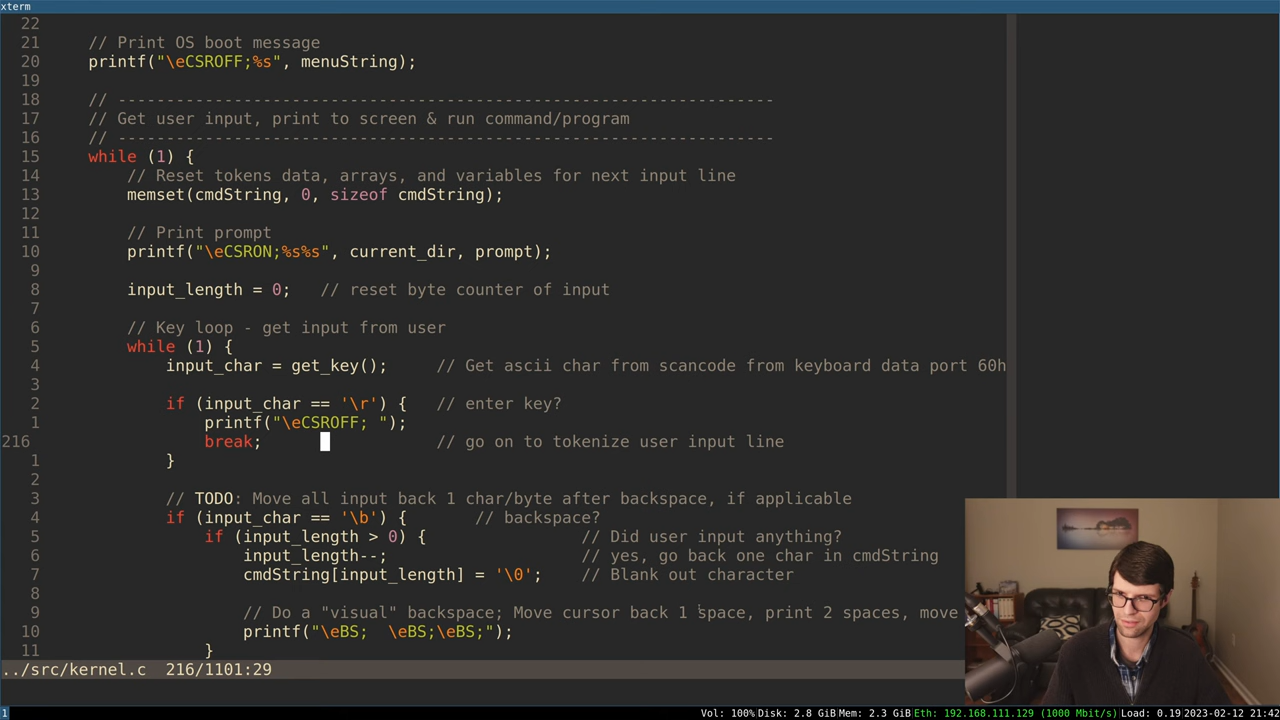 xterm
22
21 // Print OS boot message
20 printf("\eCSROFF;%s", menuString);
19
18 // --------------------------------------------------------------------
17 // Get user input, print to screen & run command/program
16 // --------------------------------------------------------------------
15 while (1) {
14 // Reset tokens data, arrays, and variables for next input line
13 memset(cmdString, 0, sizeof cmdString);
12
11 // Print prompt
10 printf("\eCSRON;%s%s", current_dir, prompt);
9
8 input_length = 0; // reset byte counter of input
7
6 // Key loop - get input from user
5 while (1) {
4 input_char = get_key(); // Get ascii char from scancode from keyboard data port 60h
3
2 if (input_char == '\r') { // enter key?
1 printf("\eCSROFF; ");
216 break; // go on to tokenize user input line
1 }
2
3 // TODO: Move all input back 1 char/byte after backspace, if applicable
4 if (input_char == '\b') { // backspace?
5 if (input_length > 0) { // Did user input anything?
6 input_length--; // yes, go back one char in cmdString
7 cmdString[input_length] = '\0'; // Blank out character
8
9 // Do a "visual" backspace; Move cursor back 1 space, print 2 spaces, move
10 printf("\eBS;  \eBS;\eBS;");
11 }
../src/kernel.c 216/1101:29
1 Vol: 100% Disk: 2.8 GiB Mem: 2.3 GiB Eth: 192.168.111.129 (1000 Mbit/s) Load: 0.19 2023-02-12 21:42